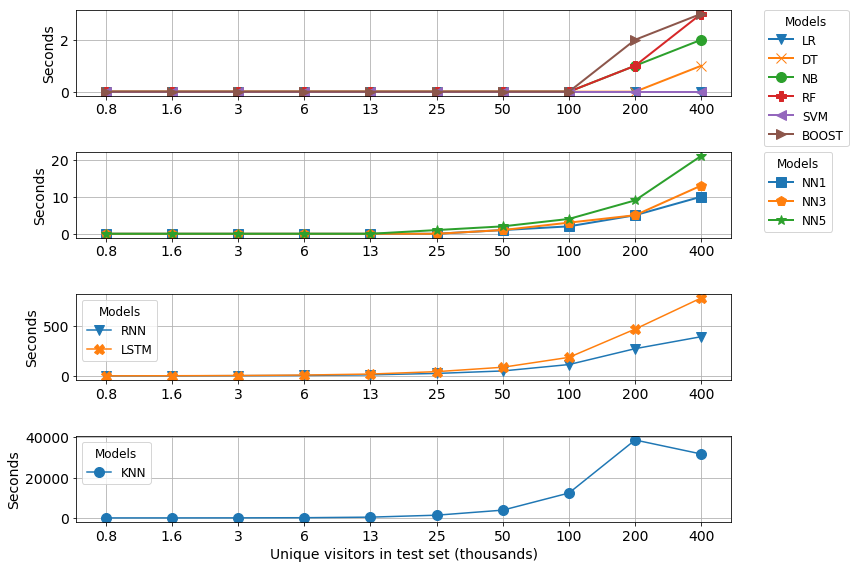 Seconds
2
0
0.8 1.6 3 6 13 25 50 100 200 400
Models
LR
DT
NB
RF
SVM
BOOST
Seconds
20
10
0
0.8 1.6 3 6 13 25 50 100 200 400
Models
NN1
NN3
NN5
Seconds
500
0
Models
RNN
LSTM
0.8 1.6 3 6 13 25 50 100 200 400
Seconds
40000
20000
0
Models
KNN
0.8 1.6 3 6 13 25 50 100 200 400
Unique visitors in test set (thousands)